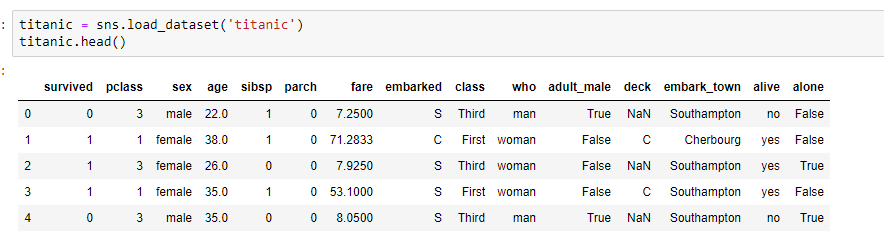 : titanic = sns.load_dataset('titanic')
titanic.head()
:
survived pclass sex age sibsp parch fare embarked class who adult_male deck embark_town alive alone
0 0 3 male 22.0 1 0 7.2500 S Third man True NaN Southampton no False
1 1 1 female 38.0 1 0 71.2833 C First woman False C Cherbourg yes False
2 1 3 female 26.0 0 0 7.9250 S Third woman False NaN Southampton yes True
3 1 1 female 35.0 1 0 53.1000 S First woman False C Southampton yes False
4 0 3 male 35.0 0 0 8.0500 S Third man True NaN Southampton no True